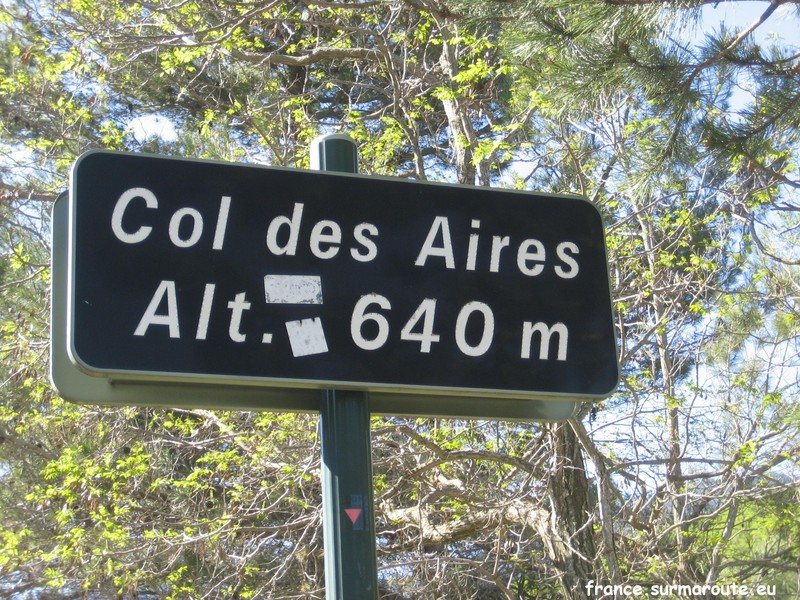 Col des Aires
Alt. 640 m
france.surmaroute.eu